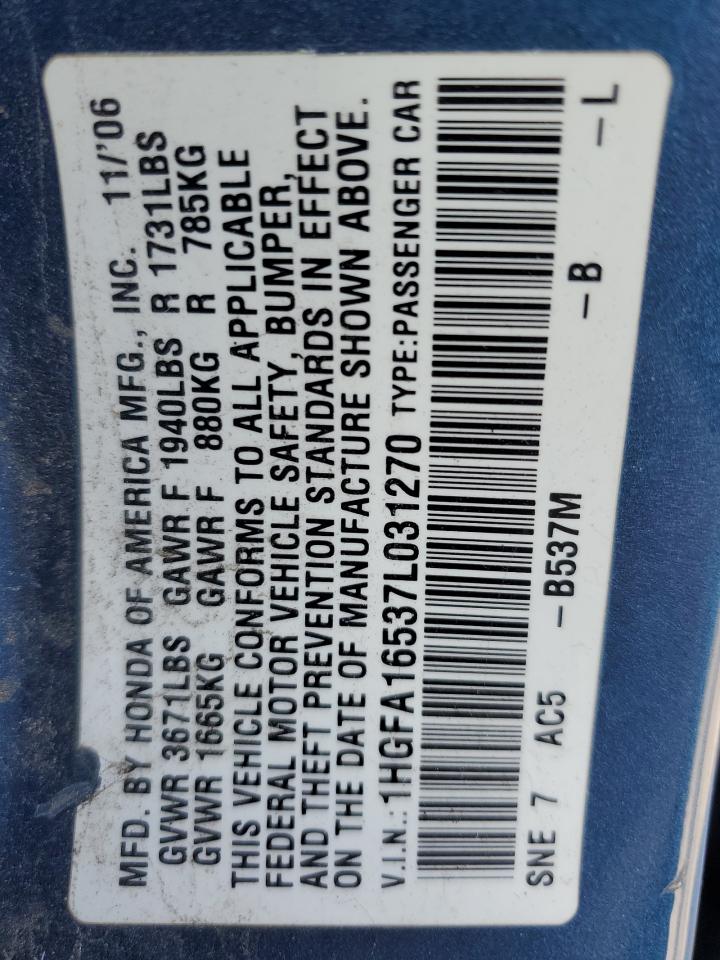 MFD. BY HONDA OF AMERICA MFG., INC. 11/'06
GVWR 3671LBS GAWR F 1940LBS R 1731LBS
GVWR 1665KG GAWR F 880KG R 785KG
THIS VEHICLE CONFORMS TO ALL APPLICABLE
FEDERAL MOTOR VEHICLE SAFETY, BUMPER,
AND THEFT PREVENTION STANDARDS IN EFFECT
ON THE DATE OF MANUFACTURE SHOWN ABOVE.
V.I.N.: 1HGFA16537L031270 TYPE:PASSENGER CAR
SNE 7 AC5 -B537M -B -L